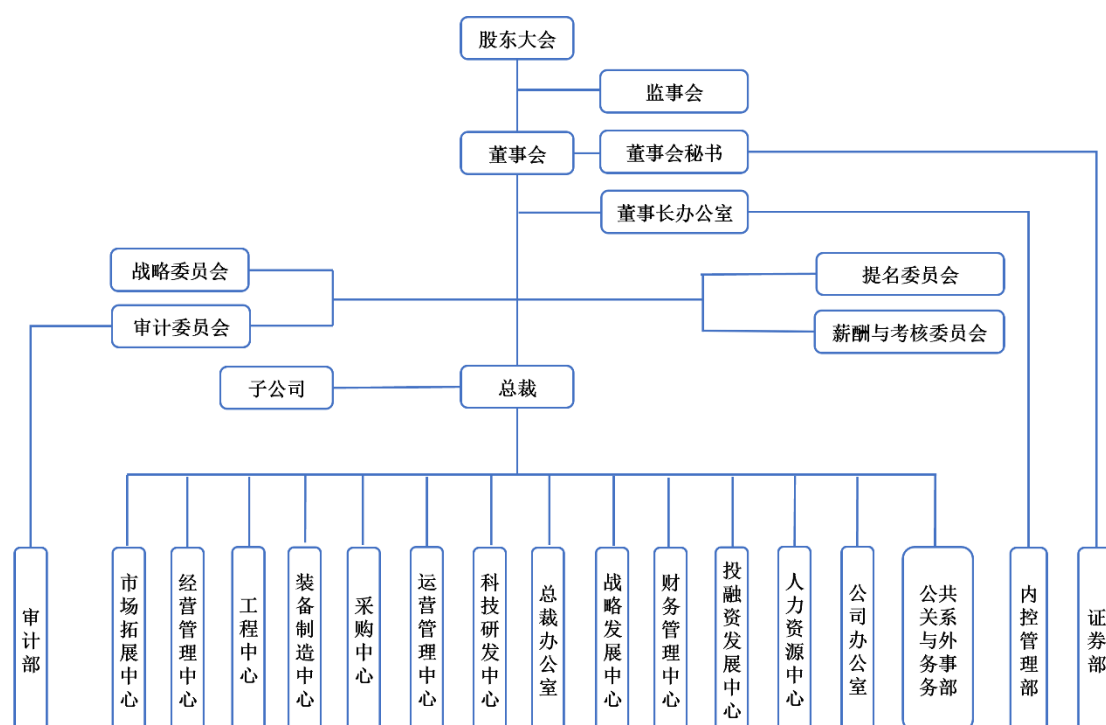 股东大会
监事会
董事会
董事会秘书
董事长办公室
战略委员会
提名委员会
审计委员会
薪酬与考核委员会
子公司
总裁
审计部
市场拓展中心
经营管理中心
工程中心
装备制造中心
采购中心
运营管理中心
科技研发中心
总裁办公室
战略发展中心
财务管理中心
投融资发展中心
人力资源中心
公司办公室
公共
关系
与外
务事
务部
内控管理部
证券部